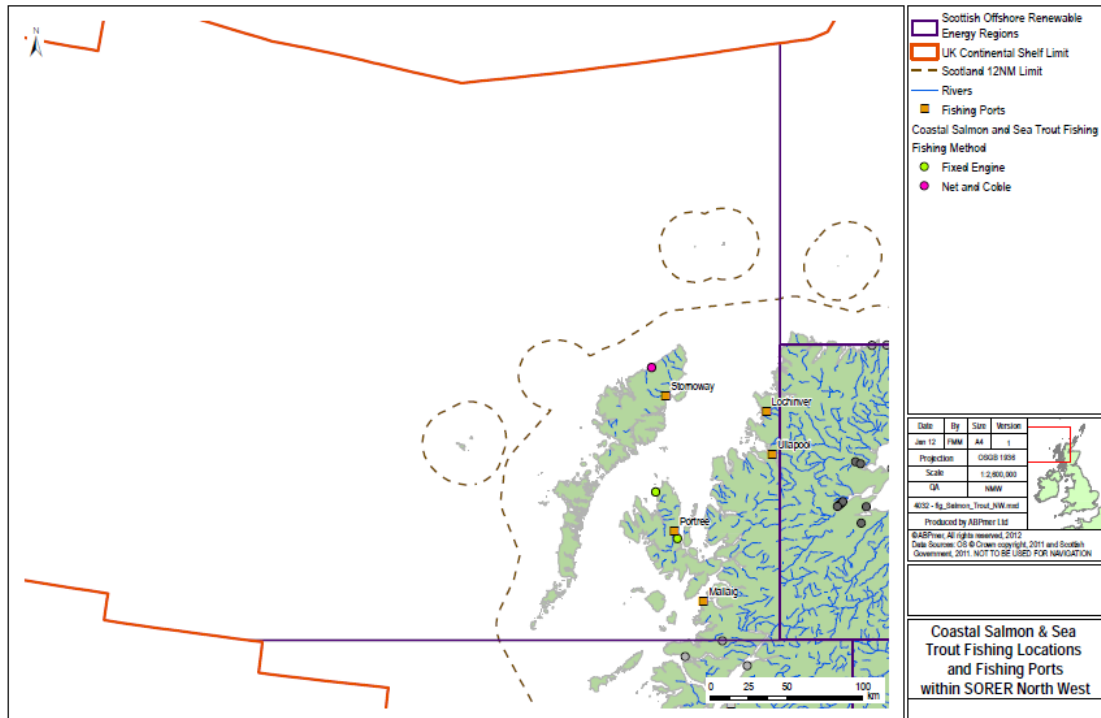 N
Stornoway
Lochinver
Ullapool
Portree
Mallaig
0 25 50 100
km
Scottish Offshore Renewable
Energy Regions
UK Continental Shelf Limit
Scotland 12NM Limit
Rivers
Fishing Ports
Coastal Salmon and Sea Trout Fishing
Fishing Method
Fixed Engine
Net and Coble
Date By Size Version
Jan 12 FMM A4 1
Projection OSGB 1936
Scale 1:2,600,000
QA NMW
4032 - fig_Salmon_Trout_NW.mxd
Produced by ABPmer Ltd
©ABPmer, All rights reserved, 2012
Data Sources: OS © Crown copyright, 2011 and Scottish
Government, 2011. NOT TO BE USED FOR NAVIGATION
Coastal Salmon & Sea
Trout Fishing Locations
and Fishing Ports
within SORER North West